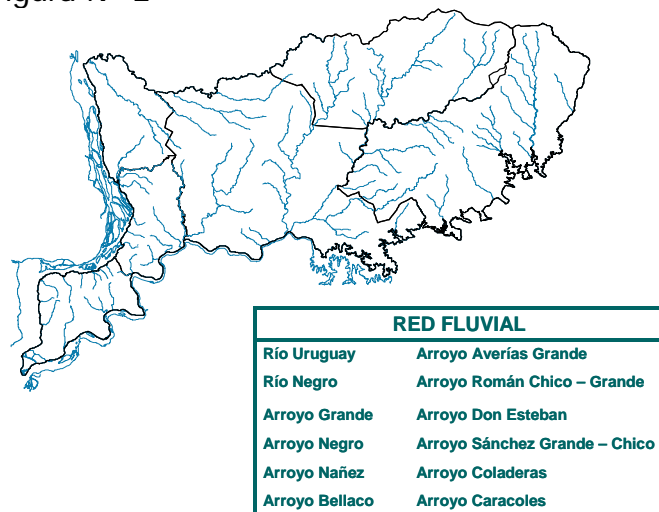 RED FLUVIAL
Río Uruguay Arroyo Averías Grande
Río Negro Arroyo Román Chico – Grande
Arroyo Grande Arroyo Don Esteban
Arroyo Negro Arroyo Sánchez Grande – Chico
Arroyo Nañez Arroyo Coladeras
Arroyo Bellaco Arroyo Caracoles